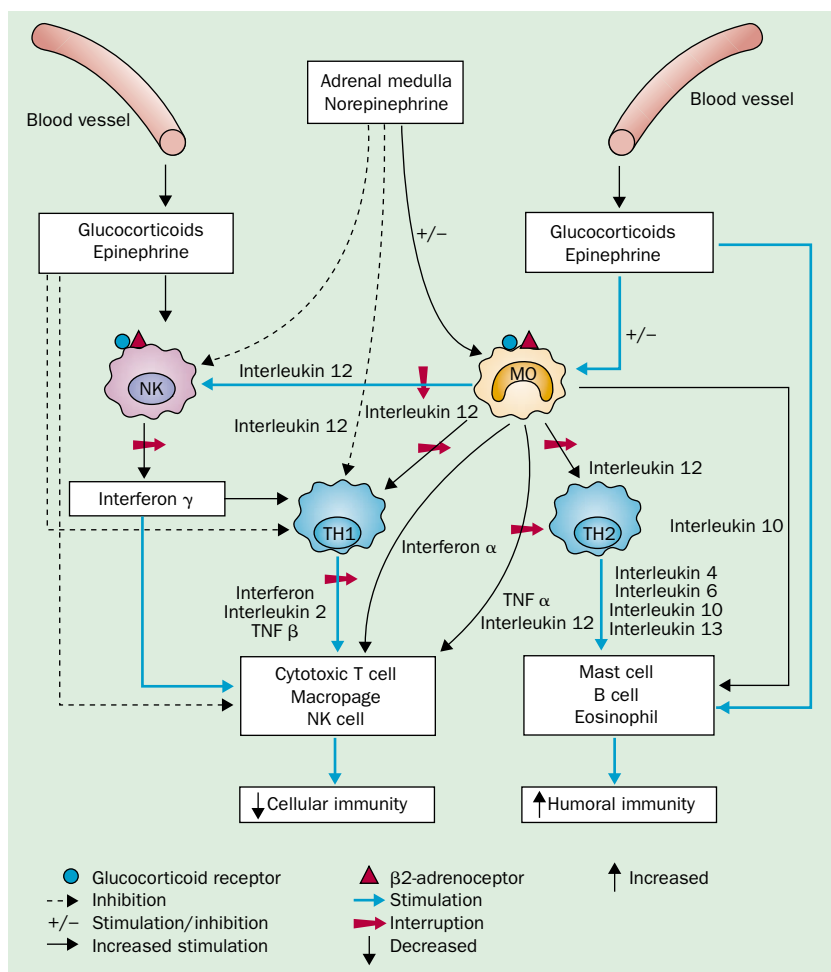 Blood vessel
Adrenal medulla
Norepinephrine
Blood vessel
Glucocorticoids
Epinephrine
+/−
Glucocorticoids
Epinephrine
+/−
NK
Interleukin 12
MO
Interleukin 12
Interleukin 12
Interleukin 12
Interferon γ
TH1
TH2
Interleukin 10
Interferon α
Interferon
Interleukin 2
TNF β
TNF α
Interleukin 12
Interleukin 4
Interleukin 6
Interleukin 10
Interleukin 13
Cytotoxic T cell
Macropage
NK cell
Mast cell
B cell
Eosinophil
Cellular immunity
Humoral immunity
Glucocorticoid receptor
β2-adrenoceptor
Increased
Inhibition
Stimulation
+/− Stimulation/inhibition
Interruption
Increased stimulation
Decreased